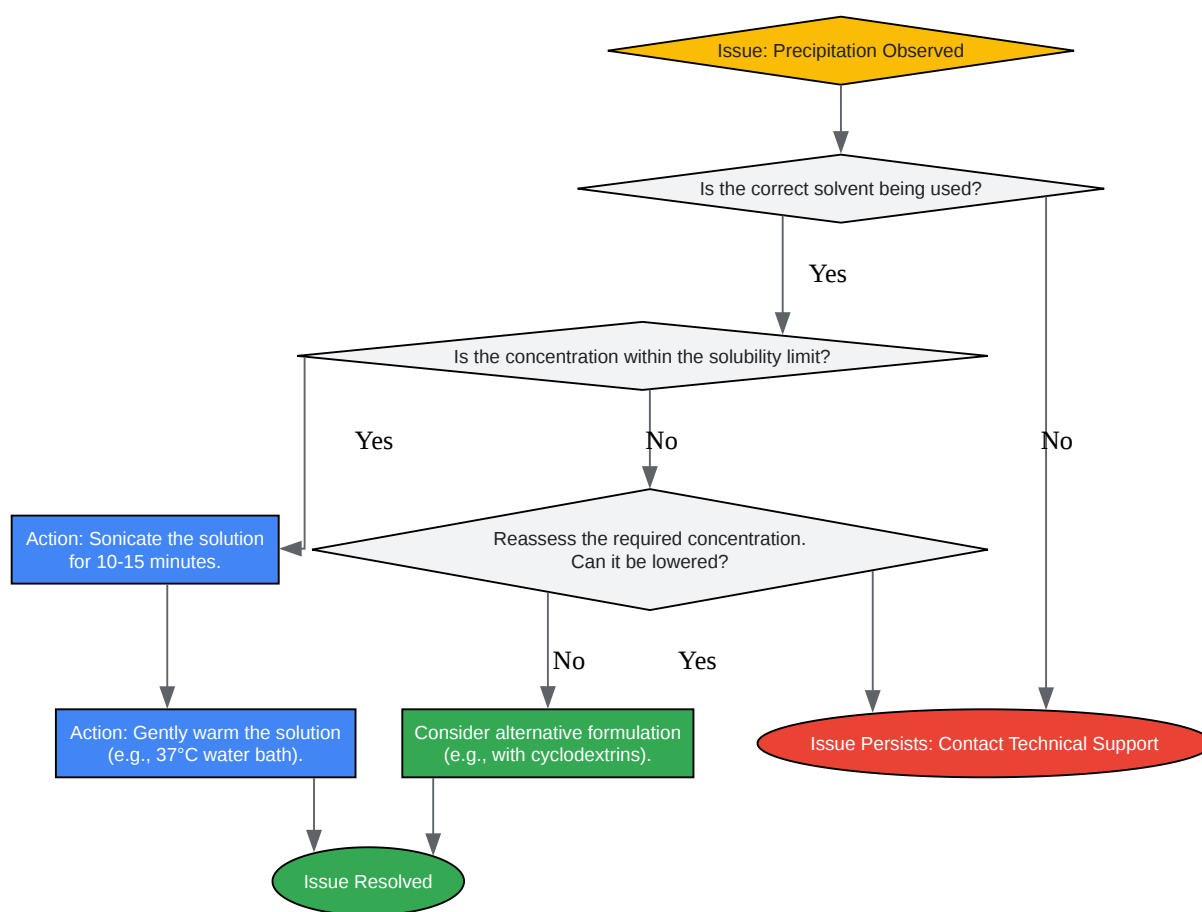 Issue: Precipitation Observed
Is the correct solvent being used?
Yes
Is the concentration within the solubility limit?
Yes
No
No
Action: Sonicate the solution
for 10-15 minutes.
Reassess the required concentration.
Can it be lowered?
No
Yes
Action: Gently warm the solution
(e.g., 37°C water bath).
Consider alternative formulation
(e.g., with cyclodextrins).
Issue Persists: Contact Technical Support
Issue Resolved